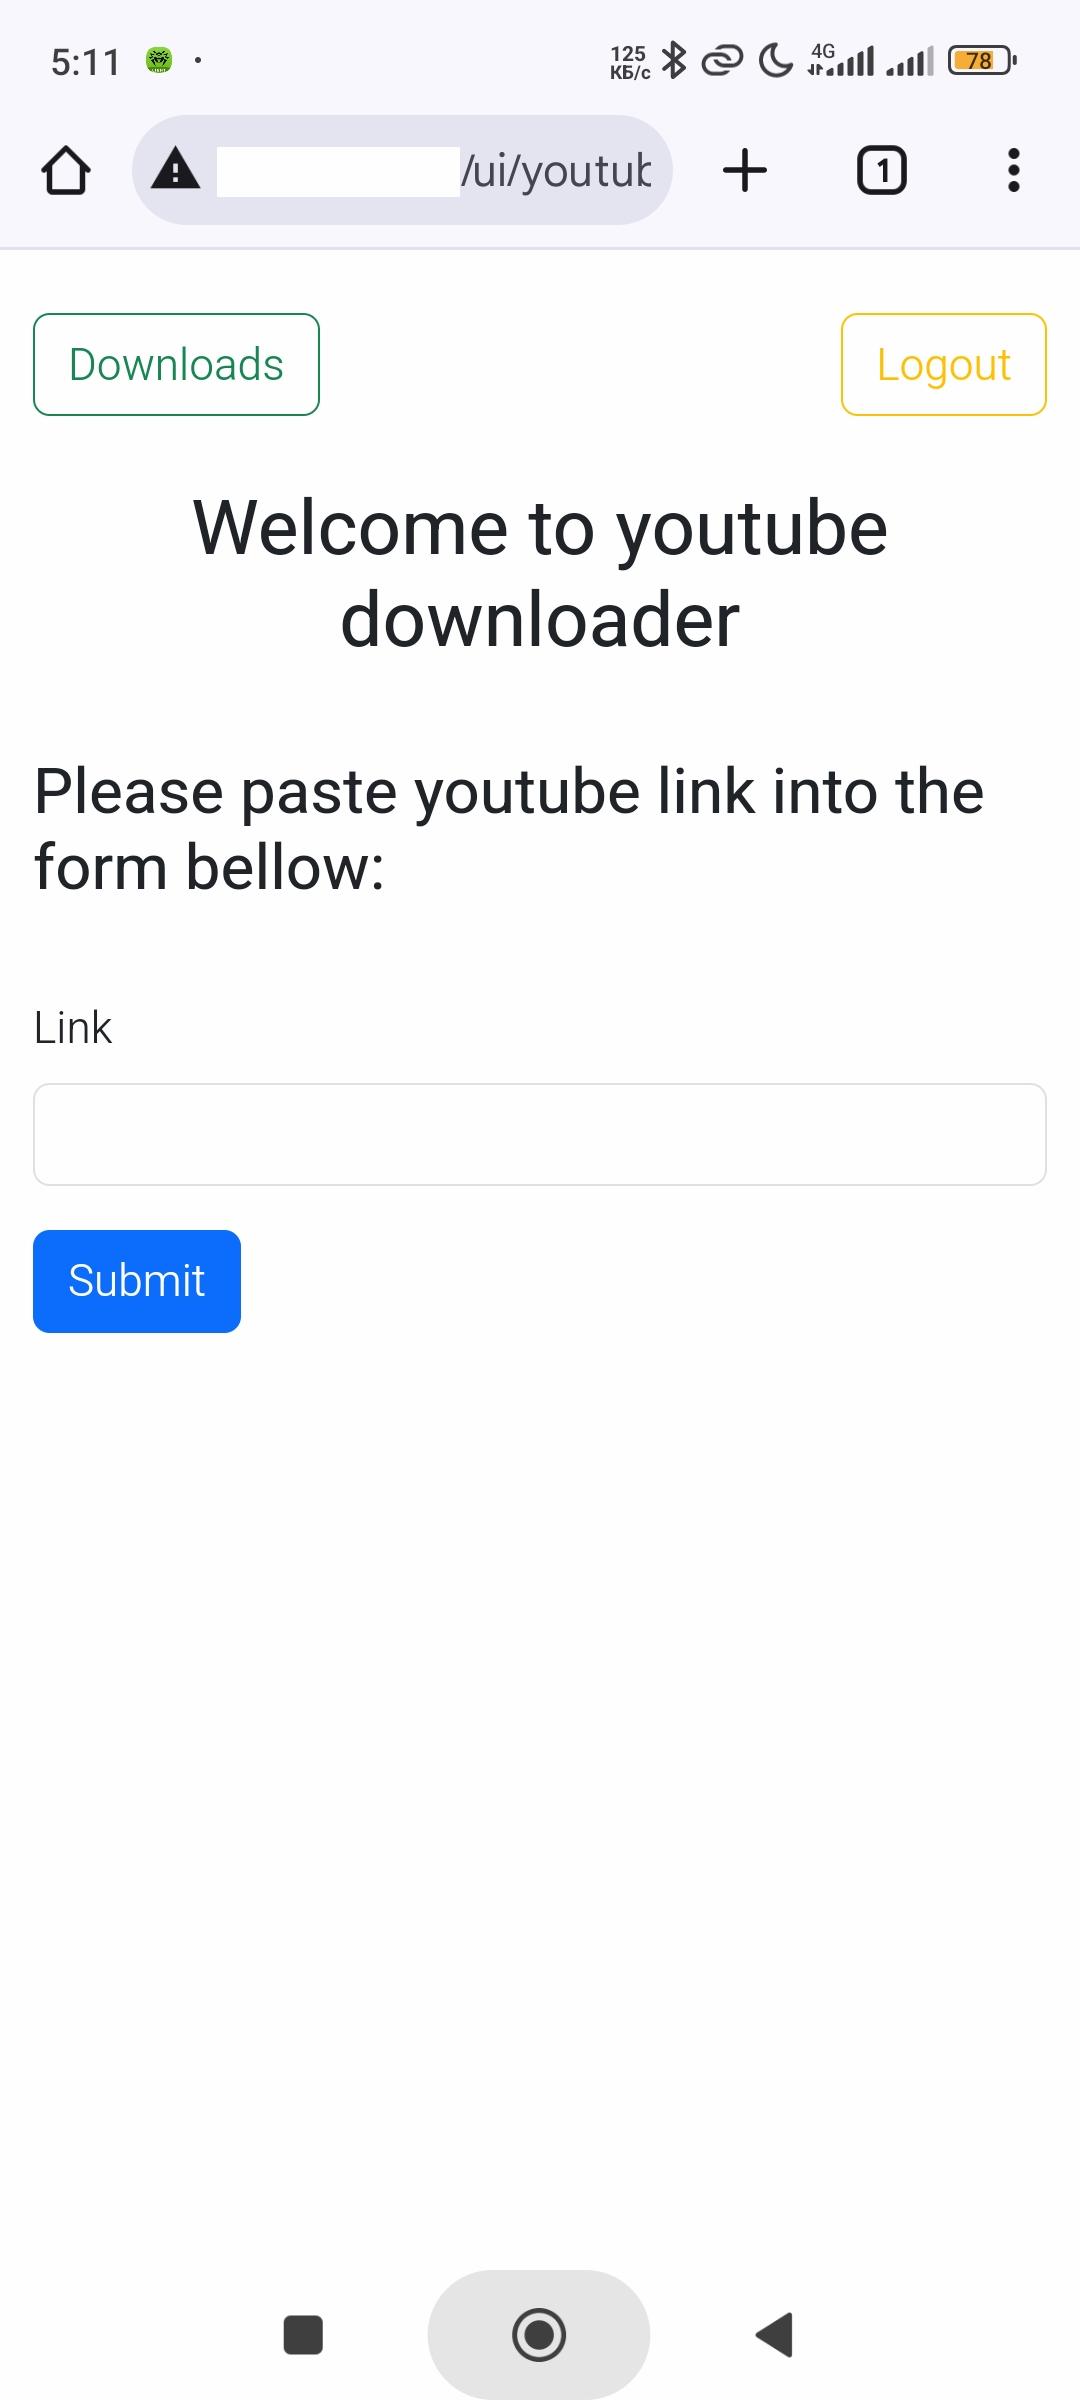 5:11
125
КБ/с
4G
78
/ui/youtub
1
Downloads
Logout
Welcome to youtube
downloader
Please paste youtube link into the
form bellow:
Link
Submit